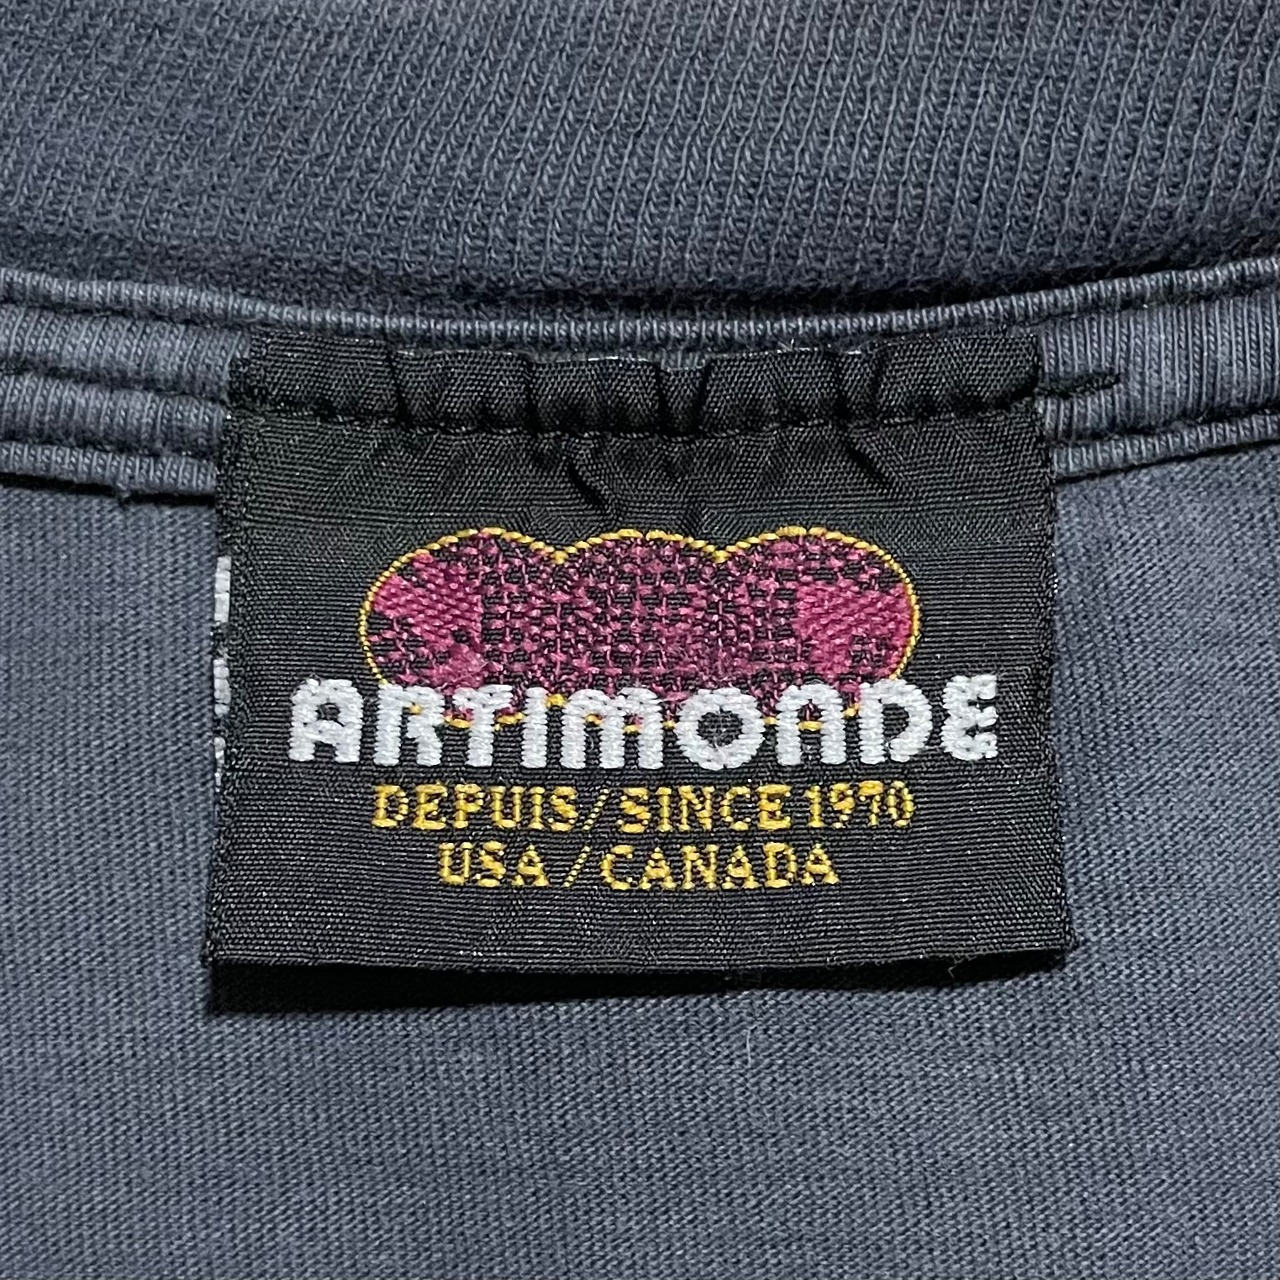 ARTIMONDE
DEPUIS/SINCE 1970
USA/CANADA